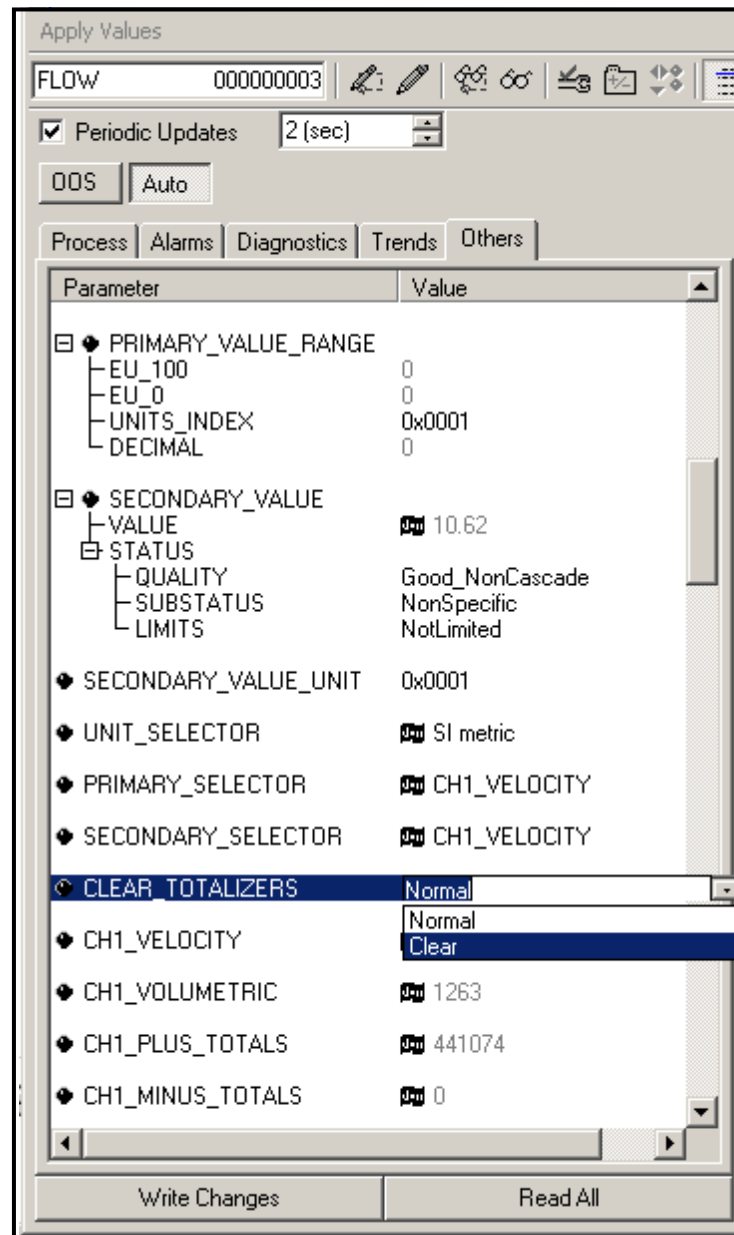 Apply Values
FLOW 000000003
Periodic Updates 2 (sec)
OOS Auto
Process Alarms Diagnostics Trends Others
Parameter Value
PRIMARY_VALUE_RANGE
EU_100 0
EU_0 0
UNITS_INDEX 0x0001
DECIMAL 0
SECONDARY_VALUE
VALUE 10.62
STATUS
QUALITY Good_NonCascade
SUBSTATUS NonSpecific
LIMITS NotLimited
SECONDARY_VALUE_UNIT 0x0001
UNIT_SELECTOR SI metric
PRIMARY_SELECTOR CH1_VELOCITY
SECONDARY_SELECTOR CH1_VELOCITY
CLEAR_TOTALIZERS Normal
Normal
CH1_VELOCITY Clear
CH1_VOLUMETRIC 1263
CH1_PLUS_TOTALS 441074
CH1_MINUS_TOTALS 0
Write Changes Read All